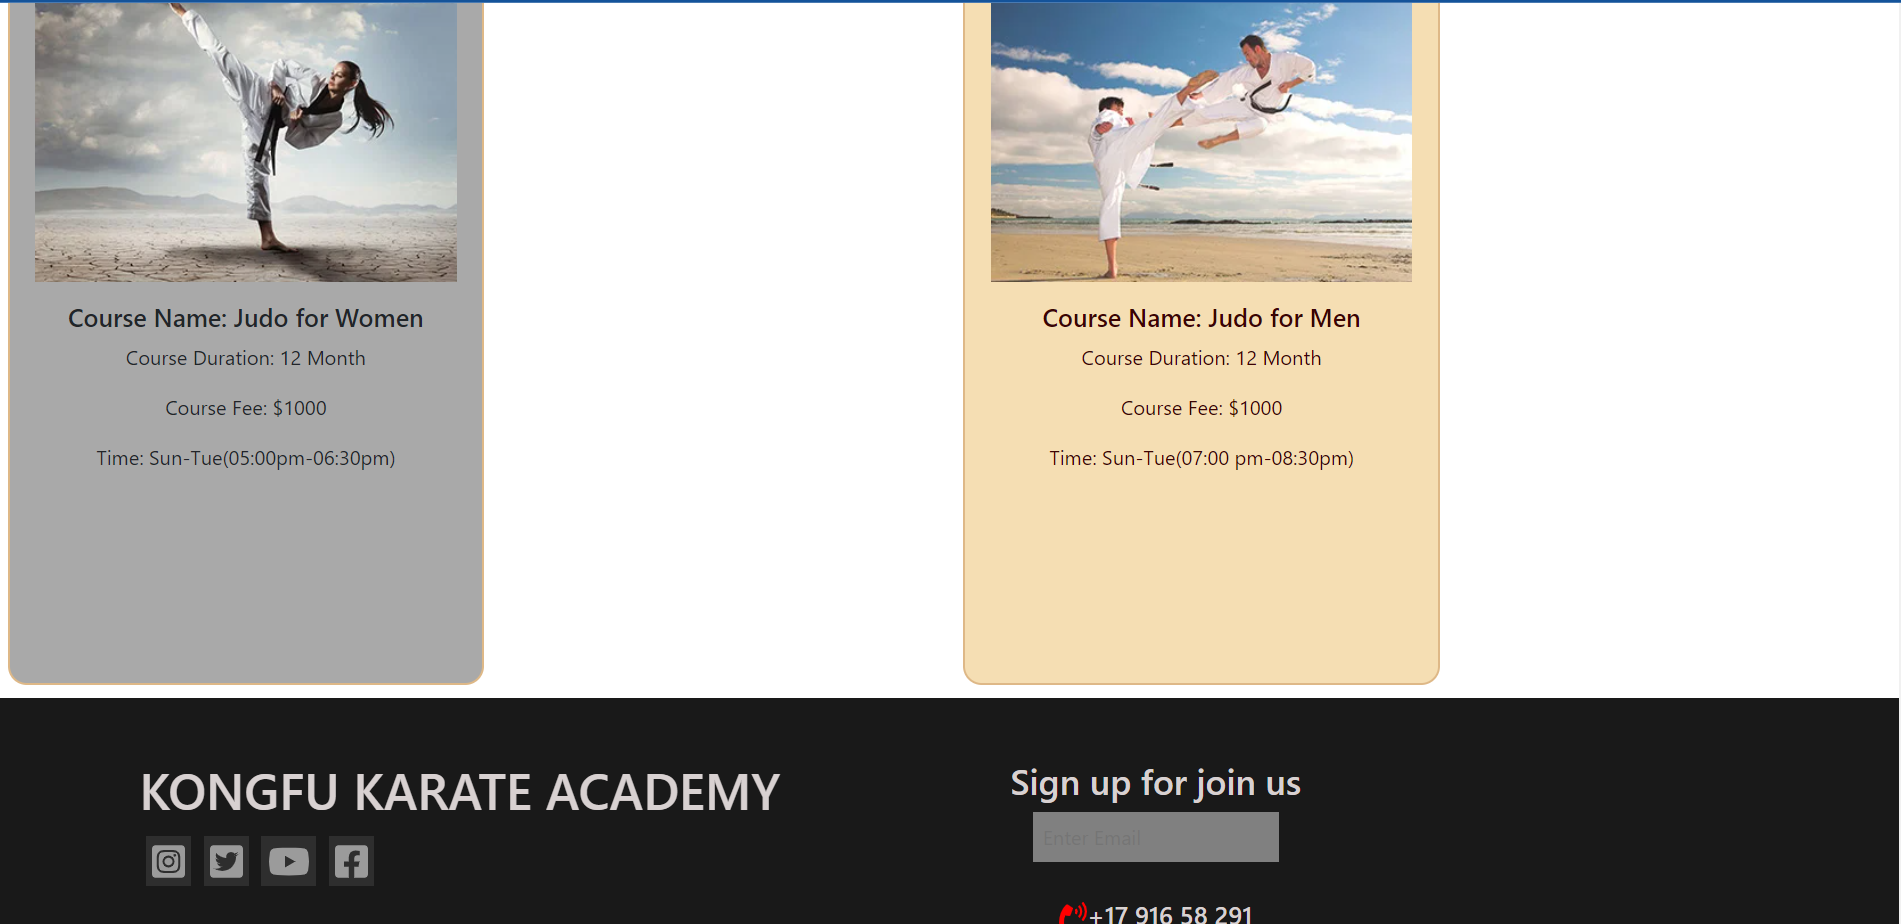 Course Name: Judo for Women
Course Duration: 12 Month
Course Fee: $1000
Time: Sun-Tue(05:00pm-06:30pm)
Course Name: Judo for Men
Course Duration: 12 Month
Course Fee: $1000
Time: Sun-Tue(07:00 pm-08:30pm)
KONGFU KARATE ACADEMY
Sign up for join us
Enter Email
+17 916 58 291